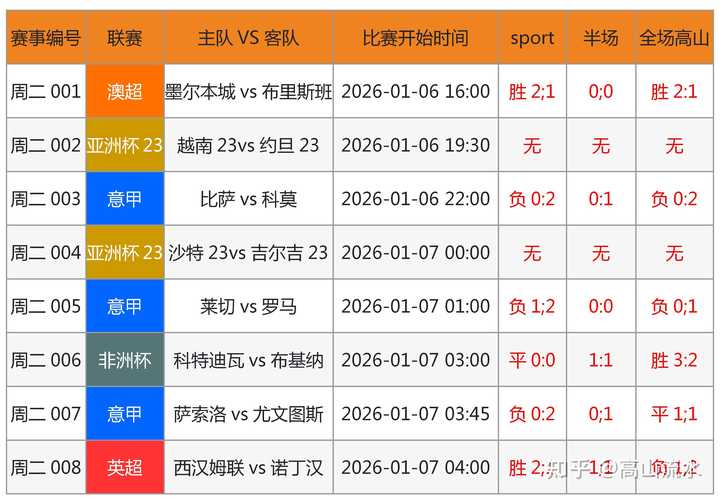 赛事编号 联赛 主队 VS 客队 比赛开始时间 sport 半场 全场高山
周二 001 澳超 墨尔本城 vs 布里斯班 2026-01-06 16:00 胜 2;1 0;0 胜 2:1
周二 002 亚洲杯 23 越南 23vs 约旦 23 2026-01-06 19:30 无 无 无
周二 003 意甲 比萨 vs 科莫 2026-01-06 22:00 负 0:2 0:1 负 0:2
周二 004 亚洲杯 23 沙特 23vs 吉尔吉 23 2026-01-07 00:00 无 无 无
周二 005 意甲 莱切 vs 罗马 2026-01-07 01:00 负 1;2 0:0 负 0;1
周二 006 非洲杯 科特迪瓦 vs 布基纳 2026-01-07 03:00 平 0:0 1:1 胜 3:2
周二 007 意甲 萨索洛 vs 尤文图斯 2026-01-07 03:45 负 0:2 0;1 平 1;1
周二 008 英超 西汉姆联 vs 诺丁汉 2026-01-07 04:00 胜
知乎 @高山流水